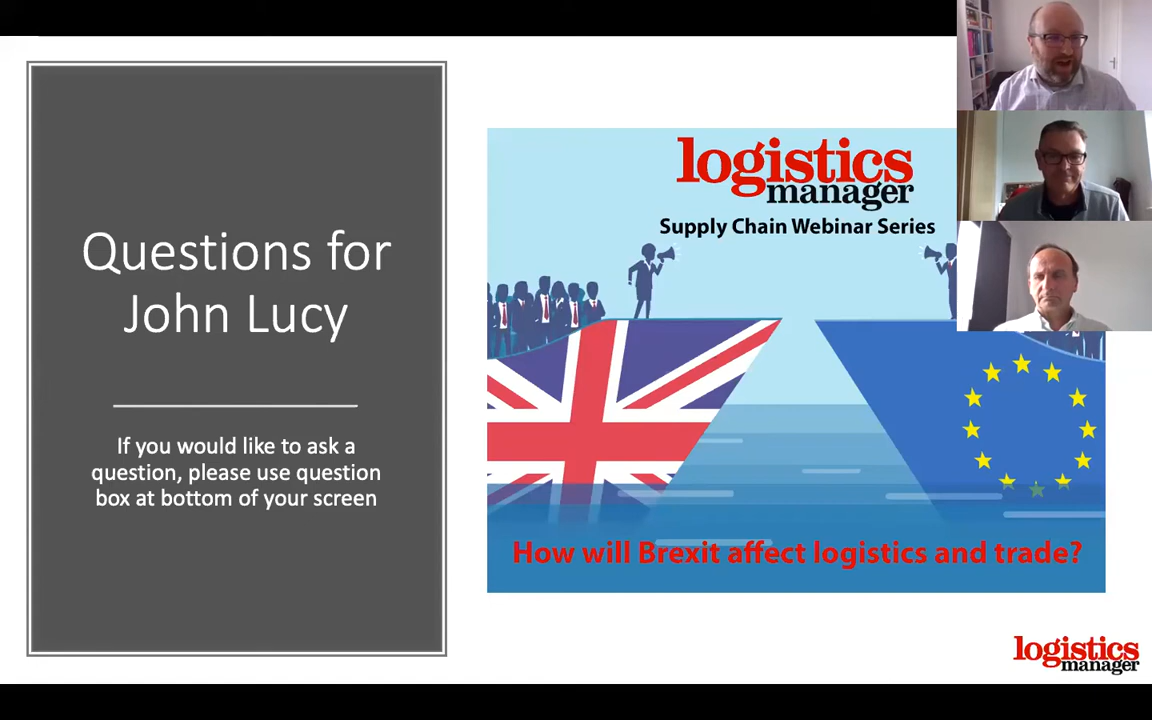 Questions for
John Lucy
If you would like to ask a
question, please use question
box at bottom of your screen
logistics
manager
Supply Chain Webinar Series
How will Brexit affect logistics and trade?
logistics
manager